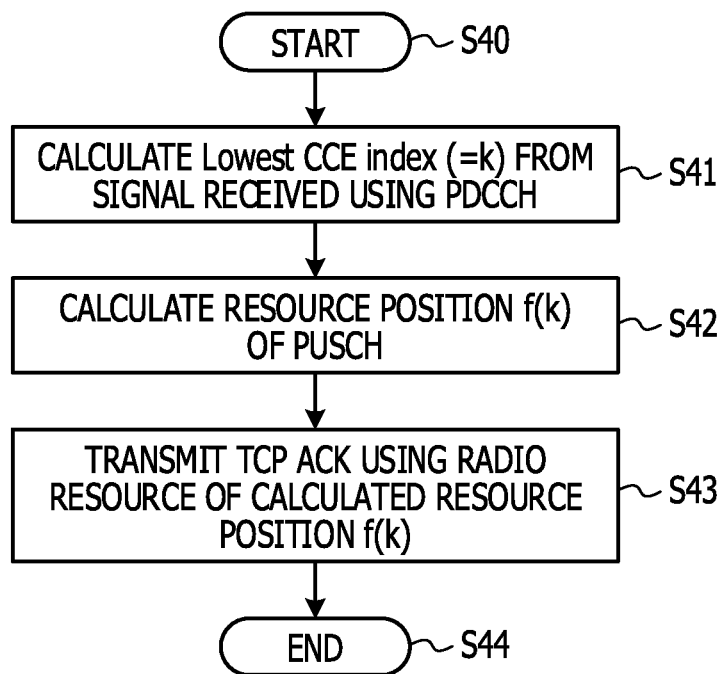 START
S40
CALCULATE Lowest CCE index (=k) FROM
SIGNAL RECEIVED USING PDCCH
S41
CALCULATE RESOURCE POSITION f(k)
OF PUSCH
S42
TRANSMIT TCP ACK USING RADIO
RESOURCE OF CALCULATED RESOURCE
POSITION f(k)
S43
END
S44